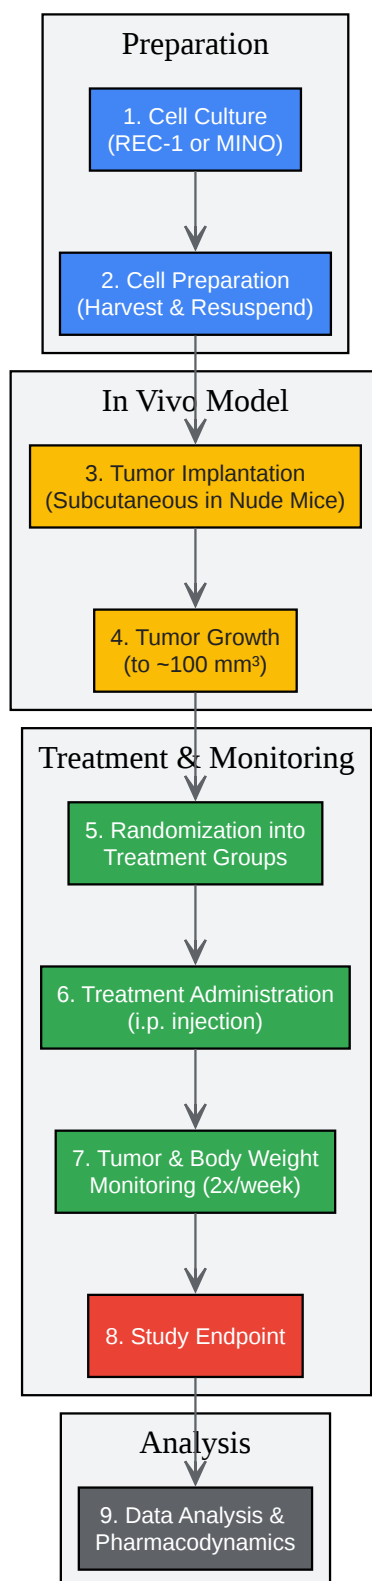 Preparation
1. Cell Culture
(REC-1 or MINO)
2. Cell Preparation
(Harvest & Resuspend)
In Vivo Model
3. Tumor Implantation
(Subcutaneous in Nude Mice)
4. Tumor Growth
(to ~100 mm³)
Treatment & Monitoring
5. Randomization into
Treatment Groups
6. Treatment Administration
(i.p. injection)
7. Tumor & Body Weight
Monitoring (2x/week)
8. Study Endpoint
Analysis
9. Data Analysis &
Pharmacodynamics